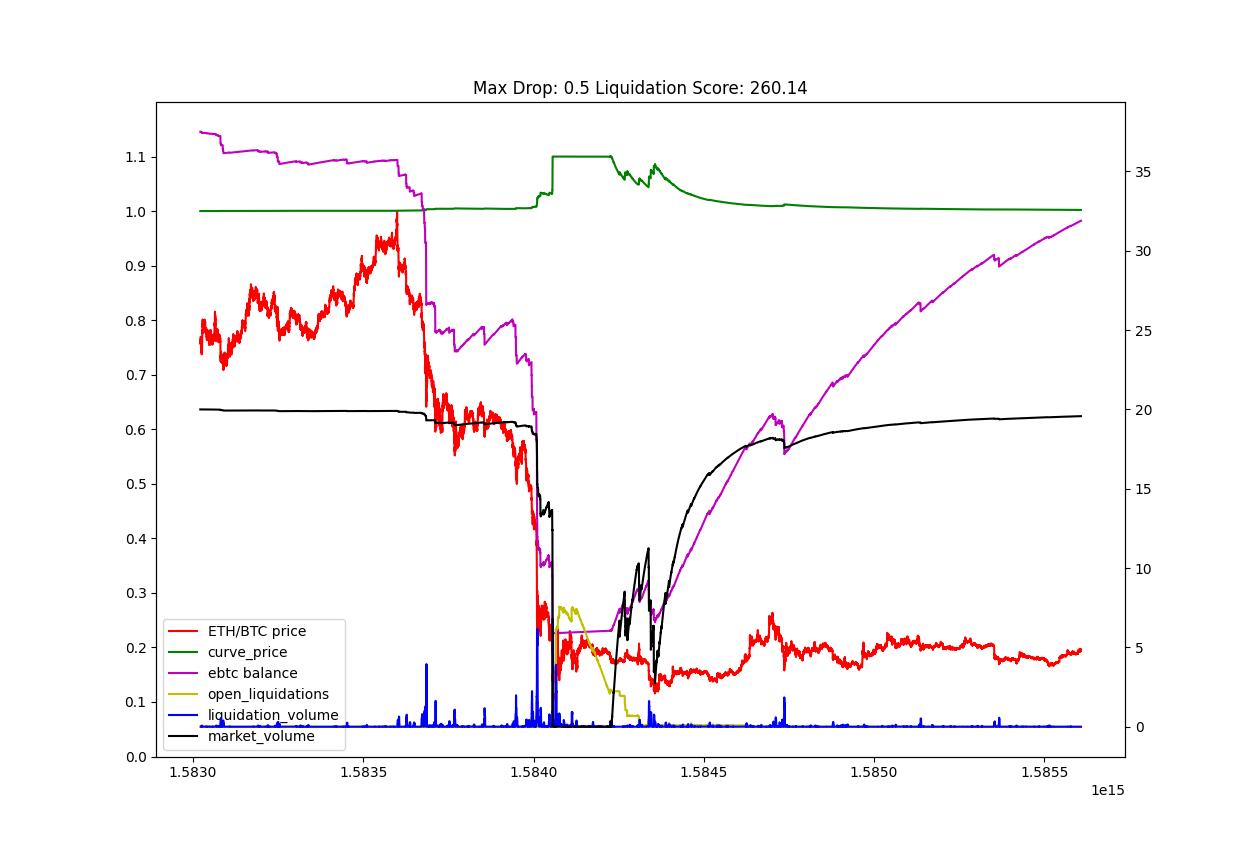 Max Drop: 0.5 Liquidation Score: 260.14
1.1
1.0
0.9
0.8
0.7
0.6
0.5
0.4
0.3
0.2
0.1
0.0
35
30
25
20
15
10
5
0
ETH/BTC price
curve_price
ebtc balance
open_liquidations
liquidation_volume
market_volume
1.5830 1.5835 1.5840 1.5845 1.5850 1.5855
1e15